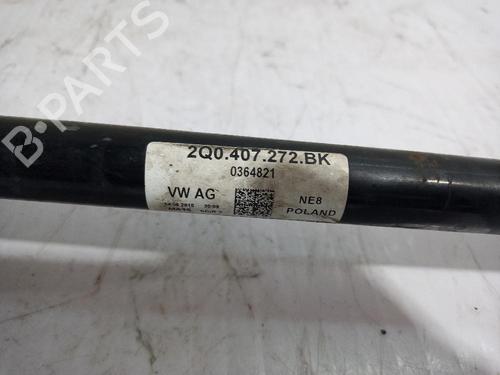 2Q0.407.272.BK
0364821
VW AG
NE8
POLAND
B-PARTS